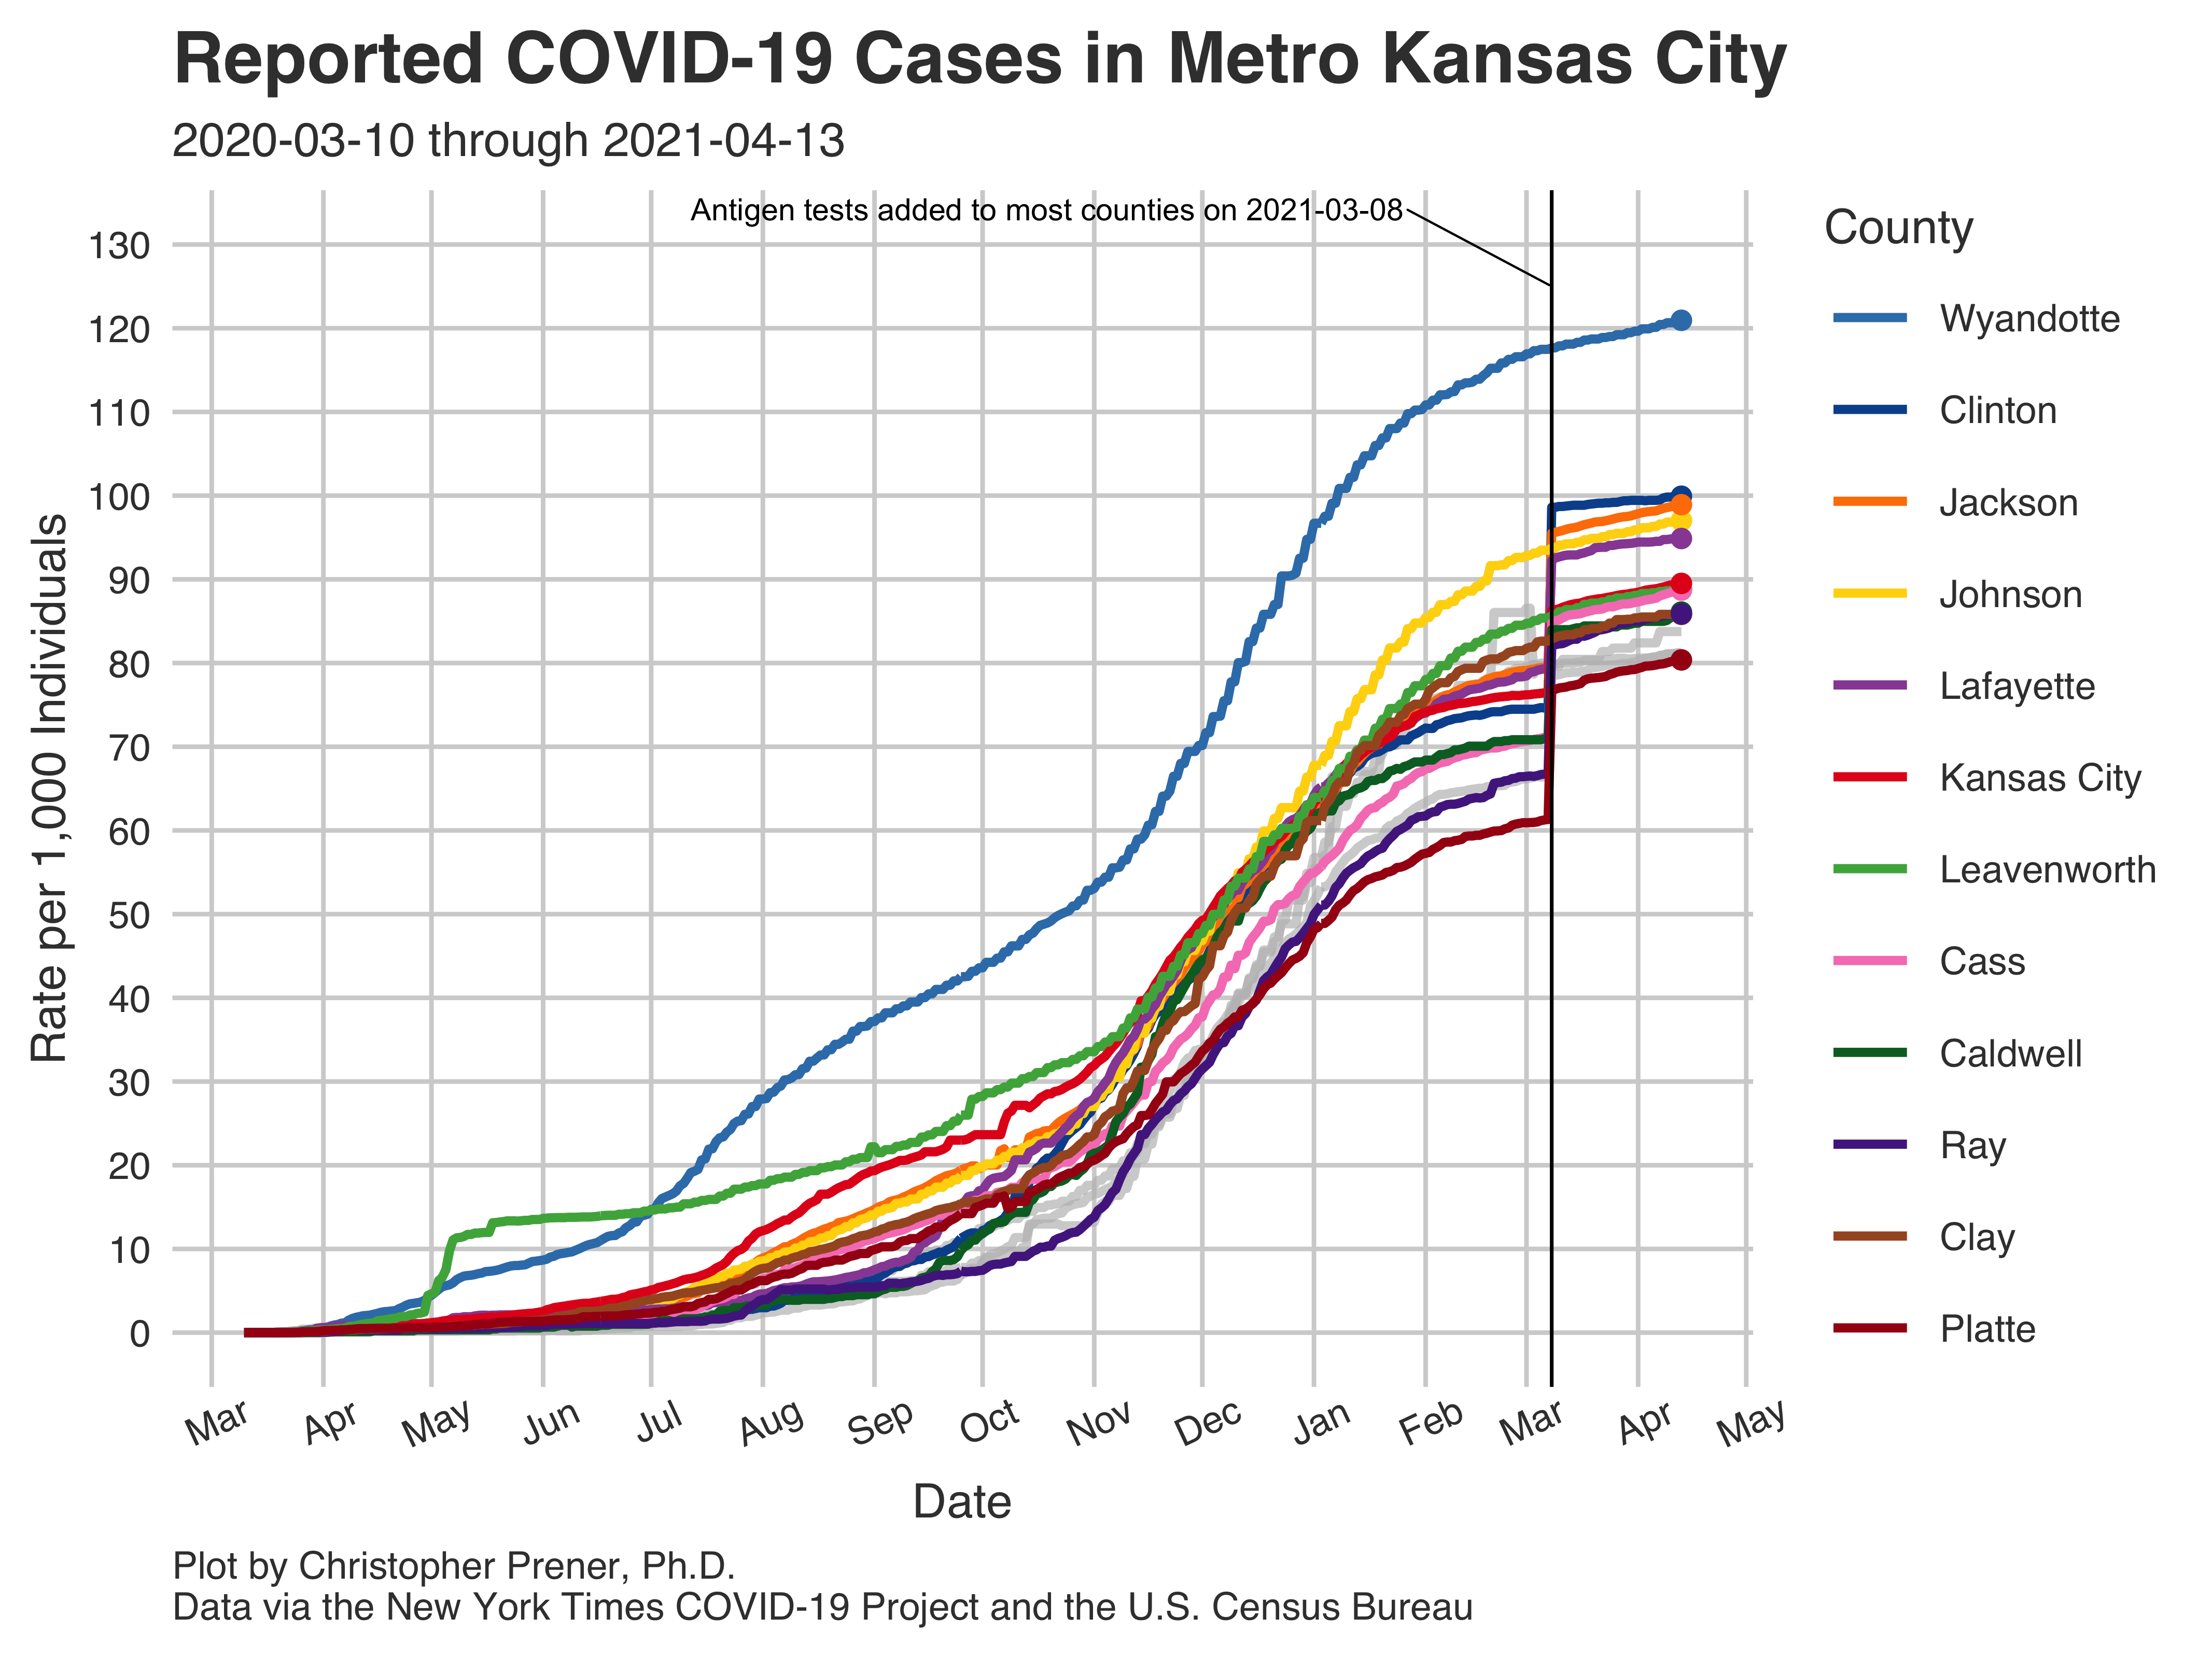 Reported COVID-19 Cases in Metro Kansas City
2020-03-10 through 2021-04-13
Antigen tests added to most counties on 2021-03-08
130
120
110
100
90
80
70
60
50
40
30
20
10
0
Rate per 1,000 Individuals
Mar
Apr
May
Jun
Jul
Aug
Sep
Oct
Nov
Dec
Jan
Feb
Mar
Apr
May
Date
County
Wyandotte
Clinton
Jackson
Johnson
Lafayette
Kansas City
Leavenworth
Cass
Caldwell
Ray
Clay
Platte
Plot by Christopher Prener, Ph.D.
Data via the New York Times COVID-19 Project and the U.S. Census Bureau